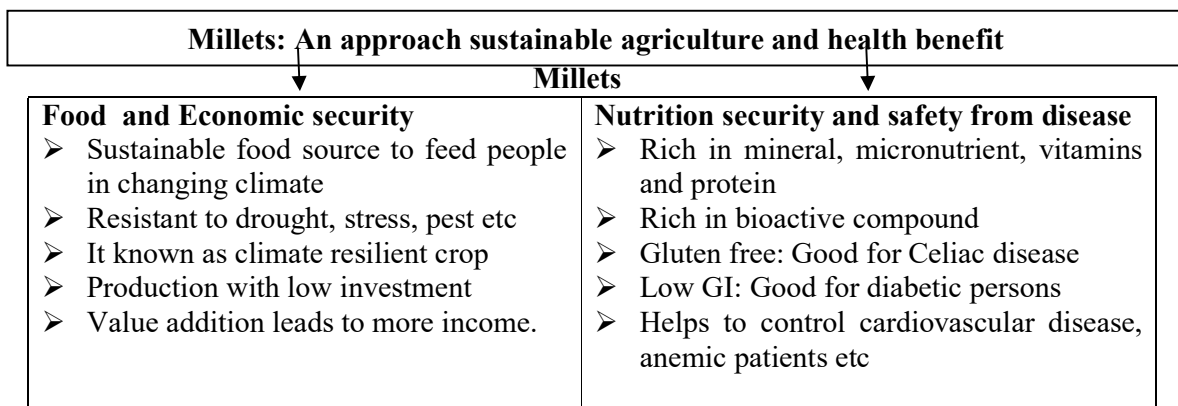 Millets: An approach sustainable agriculture and health benefit
Millets
Food and Economic security
➢ Sustainable food source to feed people
in changing climate
➢ Resistant to drought, stress, pest etc
➢ It known as climate resilient crop
➢ Production with low investment
➢ Value addition leads to more income.
Nutrition security and safety from disease
➢ Rich in mineral, micronutrient, vitamins
and protein
➢ Rich in bioactive compound
➢ Gluten free: Good for Celiac disease
➢ Low GI: Good for diabetic persons
➢ Helps to control cardiovascular disease,
anemic patients etc